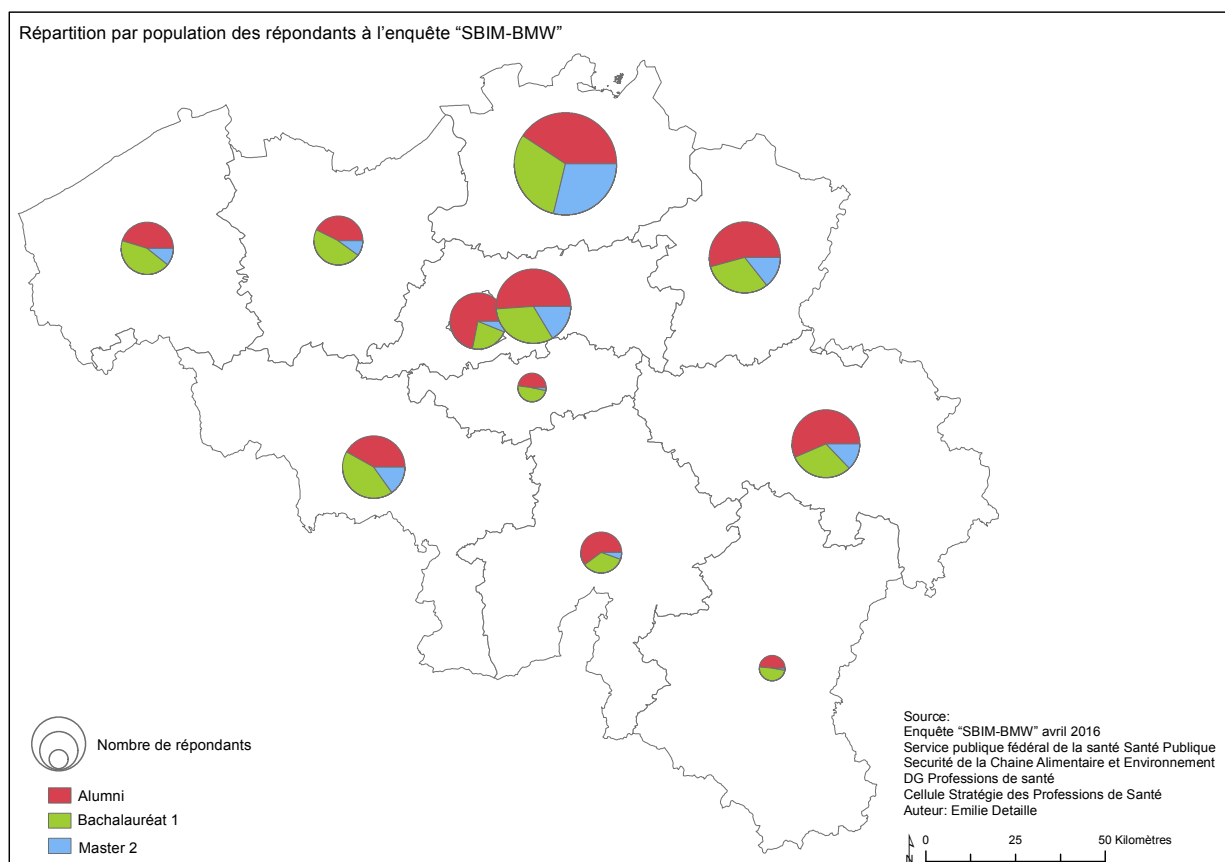 Répartition par population des répondants à l’enquête “SBIM-BMW”
Nombre de répondants
Alumni
Bachalauréat 1
Master 2
Source:
Enquête “SBIM-BMW” avril 2016
Service publique fédéral de la santé Santé Publique
Securité de la Chaine Alimentaire et Environnement
DG Professions de santé
Cellule Stratégie des Professions de Santé
Auteur: Emilie Detaille
N
0 25 50 Kilomètres